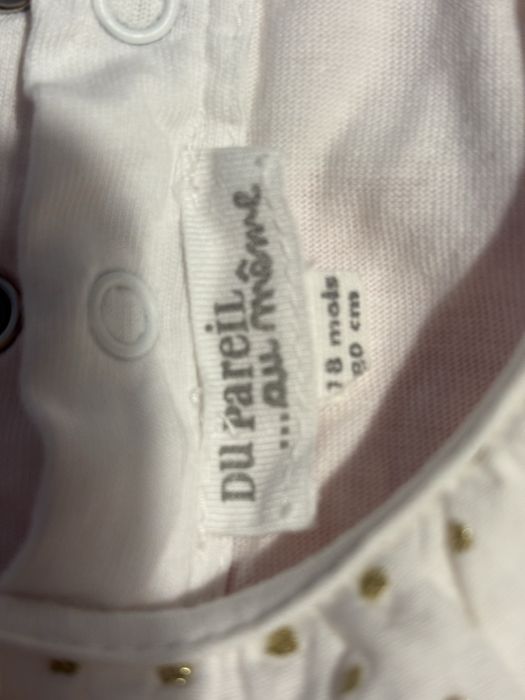 DU PareiL
...au même
18 mois
80 cm